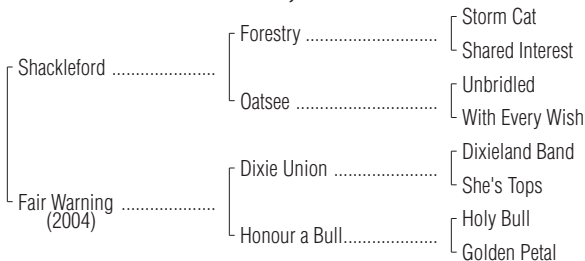 Storm Cat
Forestry ..............................
Shared Interest
Shackleford .......................
Unbridled
Oatsee ................................
With Every Wish
Dixieland Band
Dixie Union ........................
She's Tops
Fair Warning .....................
(2004)
Holy Bull
Honour a Bull.....................
Golden Petal